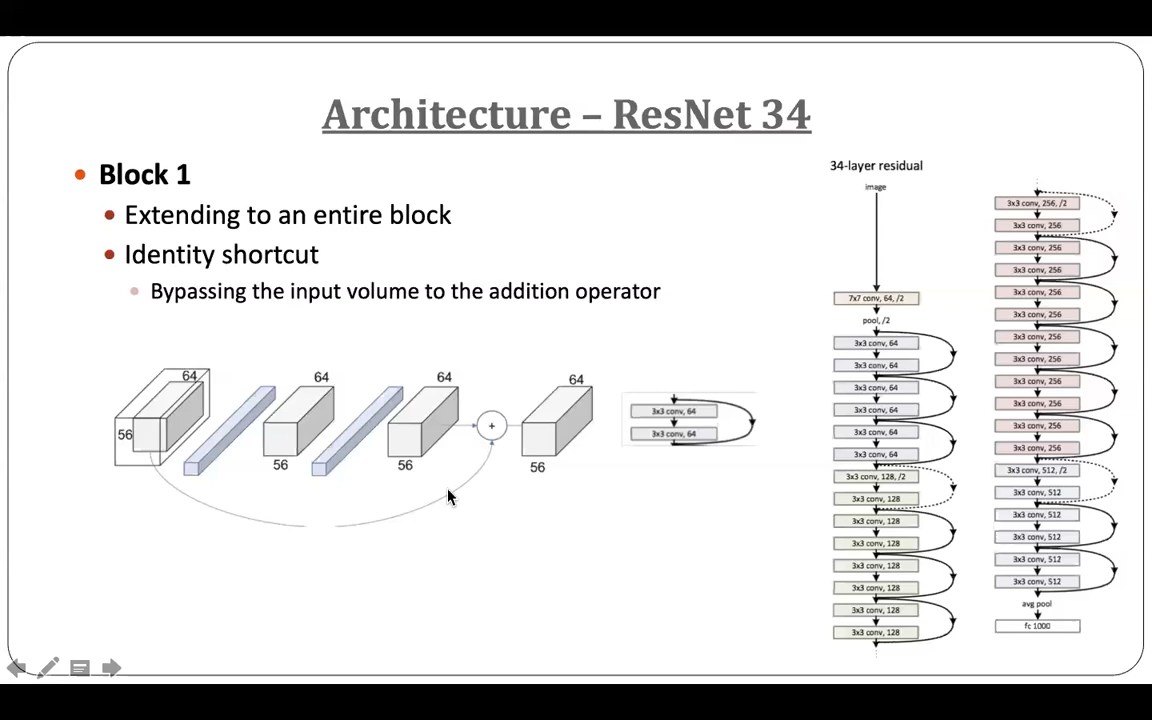 Architecture – ResNet 34
Block 1
Extending to an entire block
Identity shortcut
Bypassing the input volume to the addition operator
64
56
64
56
64
56
+
64
56
3x3 conv, 64
3x3 conv, 64
34-layer residual
image
7x7 conv, 64, /2
pool, /2
3x3 conv, 64
3x3 conv, 64
3x3 conv, 64
3x3 conv, 64
3x3 conv, 64
3x3 conv, 64
3x3 conv, 128, /2
3x3 conv, 128
3x3 conv, 128
3x3 conv, 128
3x3 conv, 128
3x3 conv, 128
3x3 conv, 128
3x3 conv, 128
3x3 conv, 256, /2
3x3 conv, 256
3x3 conv, 256
3x3 conv, 256
3x3 conv, 256
3x3 conv, 256
3x3 conv, 256
3x3 conv, 256
3x3 conv, 256
3x3 conv, 256
3x3 conv, 256
3x3 conv, 256
3x3 conv, 512, /2
3x3 conv, 512
3x3 conv, 512
3x3 conv, 512
3x3 conv, 512
3x3 conv, 512
avg pool
fc 1000